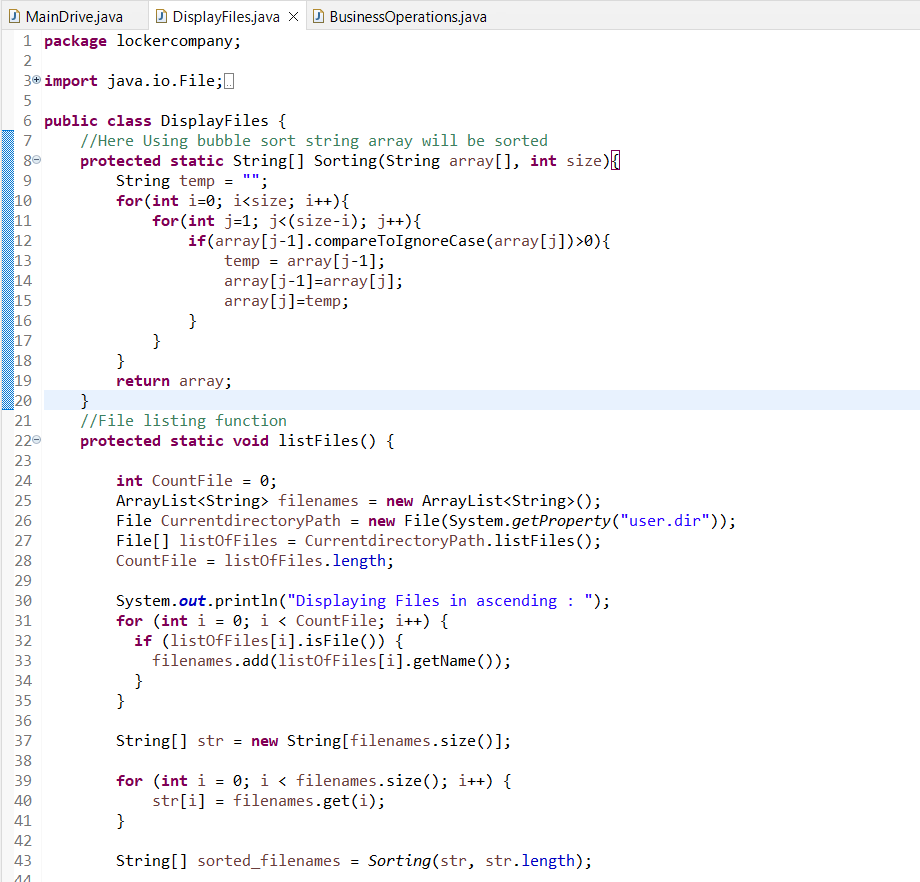 MainDrive.java DisplayFiles.java BusinessOperations.java
1 package lockercompany;
2
3 import java.io.File;
5
6 public class DisplayFiles {
7 //Here Using bubble sort string array will be sorted
8 protected static String[] Sorting(String array[], int size){
9 String temp = "";
10 for(int i=0; i<size; i++){
11 for(int j=1; j<(size-i); j++){
12 if(array[j-1].compareToIgnoreCase(array[j])>0){
13 temp = array[j-1];
14 array[j-1]=array[j];
15 array[j]=temp;
16 }
17 }
18 }
19 return array;
20 }
21 //File listing function
22 protected static void listFiles() {
23
24 int CountFile = 0;
25 ArrayList<String> filenames = new ArrayList<String>();
26 File CurrentdirectoryPath = new File(System.getProperty("user.dir"));
27 File[] listOfFiles = CurrentdirectoryPath.listFiles();
28 CountFile = listOfFiles.length;
29
30 System.out.println("Displaying Files in ascending : ");
31 for (int i = 0; i < CountFile; i++) {
32 if (listOfFiles[i].isFile()) {
33 filenames.add(listOfFiles[i].getName());
34 }
35 }
36
37 String[] str = new String[filenames.size()];
38
39 for (int i = 0; i < filenames.size(); i++) {
40 str[i] = filenames.get(i);
41 }
42
43 String[] sorted_filenames = Sorting(str, str.length);
44